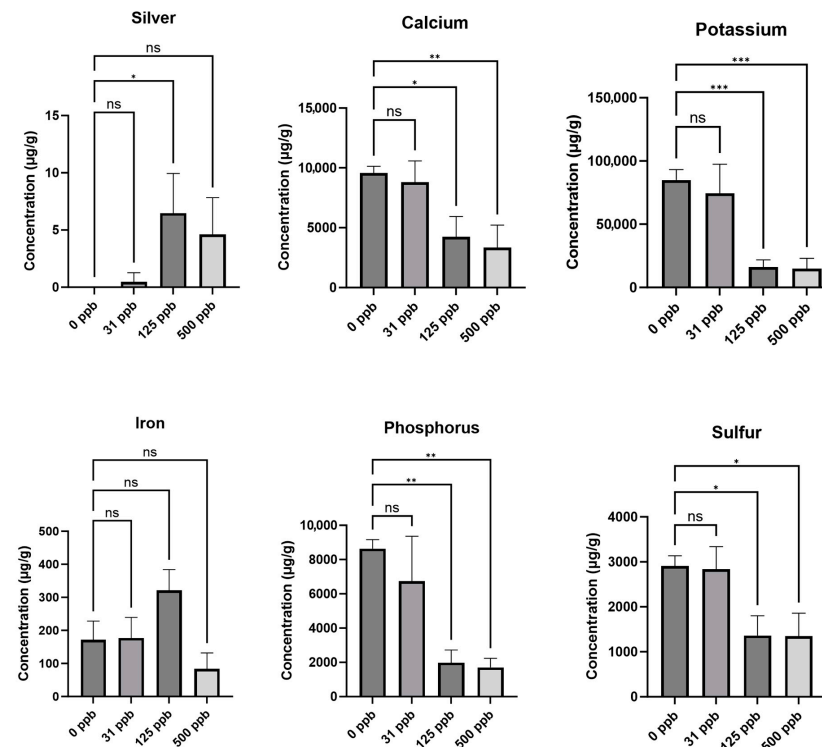 Silver
ns
*
ns
15
10
5
0
Concentration (µg/g)
0 ppb
31 ppb
125 ppb
500 ppb
Calcium
**
*
ns
15,000
10,000
5000
0
Concentration (µg/g)
0 ppb
31 ppb
125 ppb
500 ppb
Potassium
***
***
ns
150,000
100,000
50,000
0
Concentration (µg/g)
0 ppb
31 ppb
125 ppb
500 ppb
Iron
ns
ns
ns
500
400
300
200
100
0
Concentration (µg/g)
0 ppb
31 ppb
125 ppb
500 ppb
Phosphorus
**
**
ns
10,000
8000
6000
4000
2000
0
Concentration (µg/g)
0 ppb
31 ppb
125 ppb
500 ppb
Sulfur
*
*
ns
4000
3000
2000
1000
0
Concentration (µg/g)
0 ppb
31 ppb
125 ppb
500 ppb